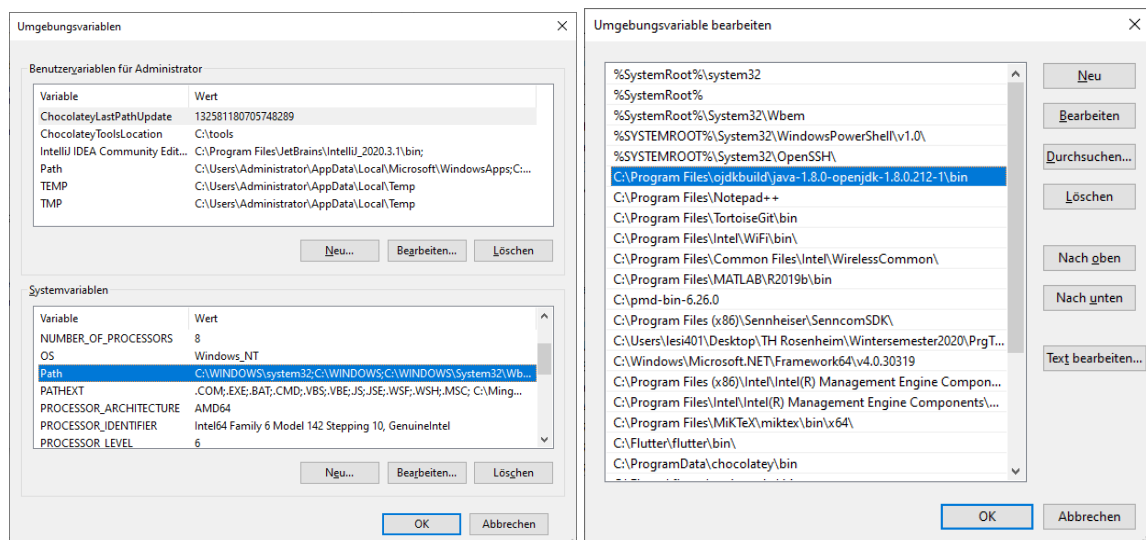 Umgebungsvariablen
Benutzervariablen für Administrator
Variable Wert
ChocolateyLastPathUpdate 132581180705748289
ChocolateyToolsLocation C:\tools
IntelliJ IDEA Community Edit... C:\Program Files\JetBrains\IntelliJ_2020.3.1\bin;
Path C:\Users\Administrator\AppData\Local\Microsoft\WindowsApps;C:...
TEMP C:\Users\Administrator\AppData\Local\Temp
TMP C:\Users\Administrator\AppData\Local\Temp
Neu... Bearbeiten... Löschen
Systemvariablen
Variable Wert
NUMBER_OF_PROCESSORS 8
OS Windows_NT
Path C:\WINDOWS\system32;C:\WINDOWS;C:\WINDOWS\System32\Wb...
PATHEXT .COM;.EXE;.BAT;.CMD;.VBS;.VBE;.JS;.JSE;.WSF;.WSH;.MSC; C:\Ming...
PROCESSOR_ARCHITECTURE AMD64
PROCESSOR_IDENTIFIER Intel64 Family 6 Model 142 Stepping 10, GenuineIntel
PROCESSOR_LEVEL 6
Neu... Bearbeiten... Löschen
OK Abbrechen
Umgebungsvariable bearbeiten
%SystemRoot%\system32
%SystemRoot%
%SystemRoot%\System32\Wbem
%SYSTEMROOT%\System32\WindowsPowerShell\v1.0\
%SYSTEMROOT%\System32\OpenSSH\
C:\Program Files\ojdkbuild\java-1.8.0-openjdk-1.8.0.212-1\bin
C:\Program Files\Notepad++
C:\Program Files\TortoiseGit\bin
C:\Program Files\Intel\WiFi\bin\
C:\Program Files\Common Files\Intel\WirelessCommon\
C:\Program Files\MATLAB\R2019b\bin
C:\pmd-bin-6.26.0
C:\Program Files (x86)\Sennheiser\SenncomSDK\
C:\Users\lesi401\Desktop\TH Rosenheim\Wintersemester2020\PrgT...
C:\Windows\Microsoft.NET\Framework64\v4.0.30319
C:\Program Files (x86)\Intel\Intel(R) Management Engine Compon...
C:\Program Files\Intel\Intel(R) Management Engine Components\...
C:\Program Files\MiKTeX\miktex\bin\x64\
C:\Flutter\flutter\bin\
C:\ProgramData\chocolatey\bin
Neu
Bearbeiten
Durchsuchen...
Löschen
Nach oben
Nach unten
Text bearbeiten...
OK Abbrechen